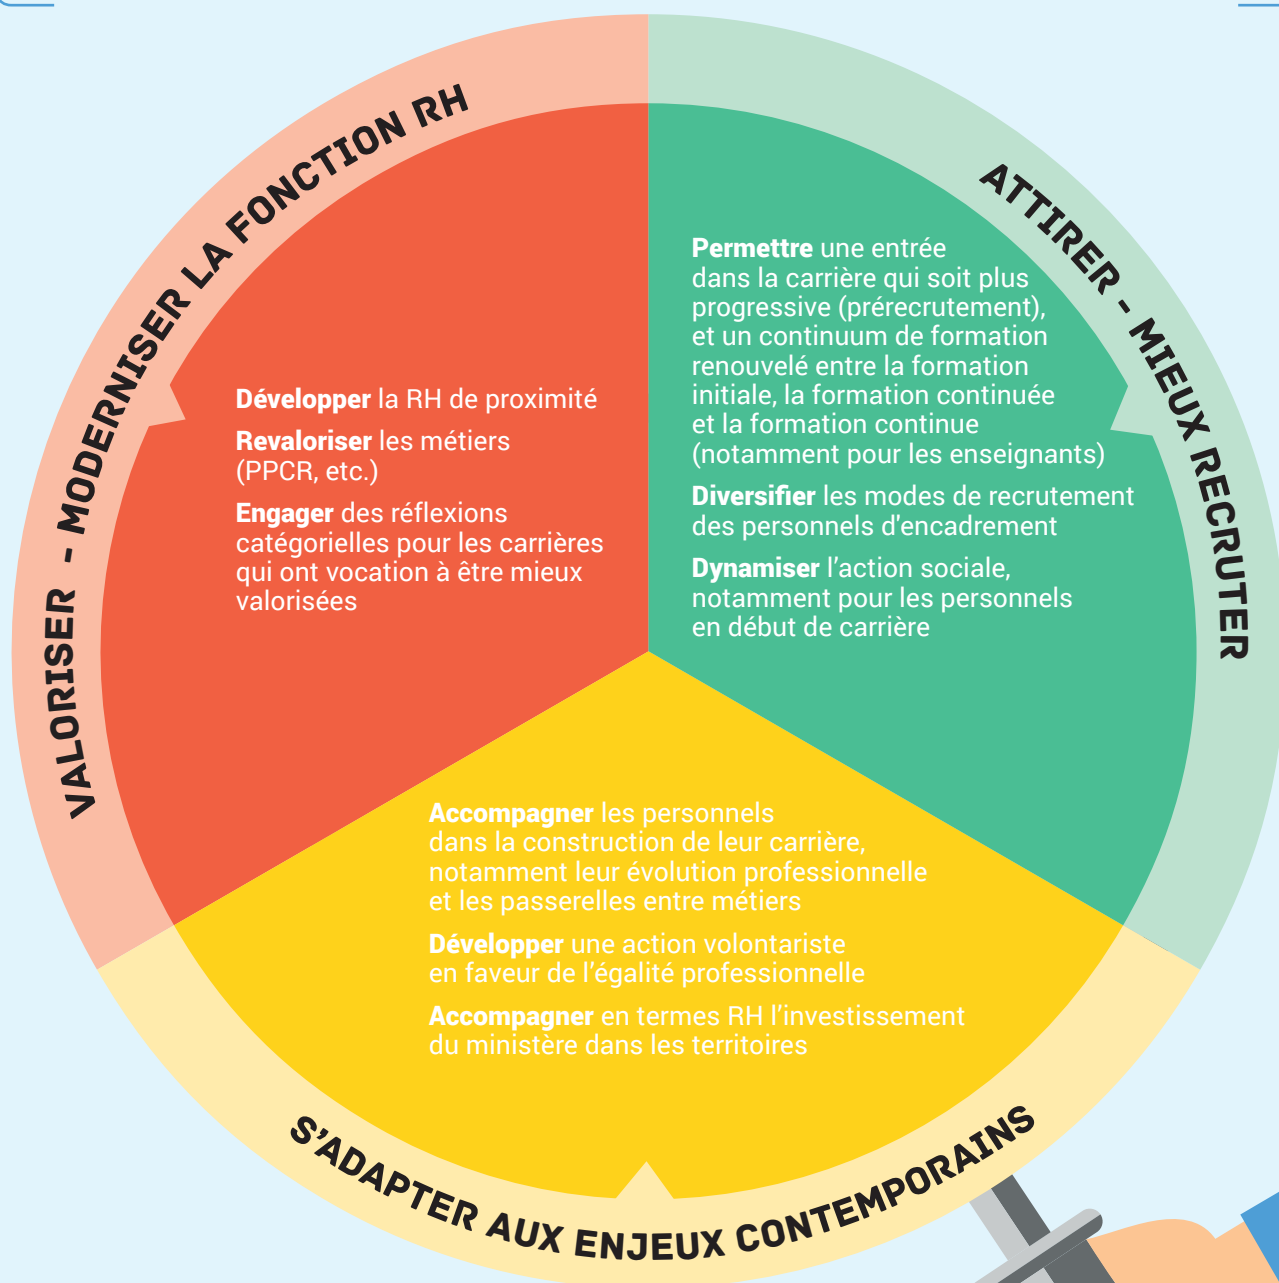 VALORISER - MODERNISER LA FONCTION RH
Développer la RH de proximité
Revaloriser les métiers
(PPCR, etc.)
Engager des réflexions
catégorielles pour les carrières
qui ont vocation à être mieux
valorisées
ATTIRER - MIEUX RECRUTER
Permettre une entrée
dans la carrière qui soit plus
progressive (prérecrutement),
et un continuum de formation
renouvelé entre la formation
initiale, la formation continuée
et la formation continue
(notamment pour les enseignants)
Diversifier les modes de recrutement
des personnels d'encadrement
Dynamiser l'action sociale,
notamment pour les personnels
en début de carrière
Accompagner les personnels
dans la construction de leur carrière,
notamment leur évolution professionnelle
et les passerelles entre métiers
Développer une action volontariste
en faveur de l’égalité professionnelle
Accompagner en termes RH l’investissement
du ministère dans les territoires
S’ADAPTER AUX ENJEUX CONTEMPORAINS